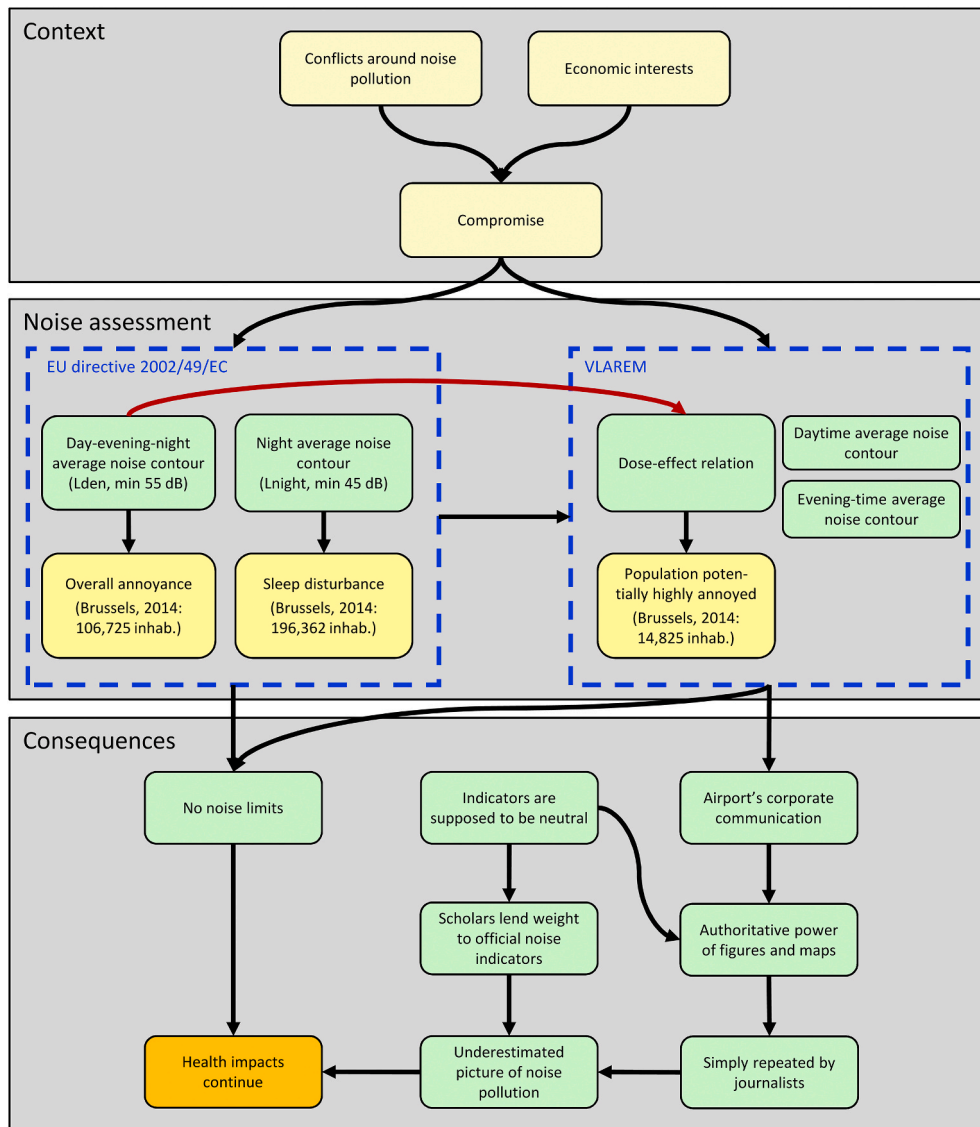 Context
Conflicts around noise
pollution
Economic interests
Compromise
Noise assessment
EU directive 2002/49/EC
Day-evening-night
average noise contour
(Lden, min 55 dB)
Night average noise
contour
(Lnight, min 45 dB)
Overall annoyance
(Brussels, 2014:
106,725 inhab.)
Sleep disturbance
(Brussels, 2014:
196,362 inhab.)
VLAREM
Dose-effect relation
Daytime average noise
contour
Evening-time average
noise contour
Population poten-
tially highly annoyed
(Brussels, 2014:
14,825 inhab.)
Consequences
No noise limits
Indicators are
supposed to be neutral
Airport’s corporate
communication
Scholars lend weight
to official noise
indicators
Authoritative power
of figures and maps
Health impacts
continue
Underestimated
picture of noise
pollution
Simply repeated by
journalists